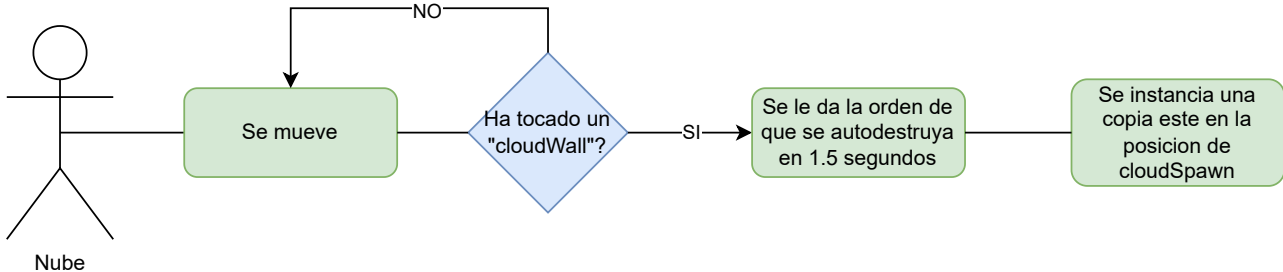 NO
Se mueve
Ha tocado un
"cloudWall"?
SI
Se le da la orden de
que se autodestruya
en 1.5 segundos
Se instancia una
copia este en la
posicion de
cloudSpawn
Nube